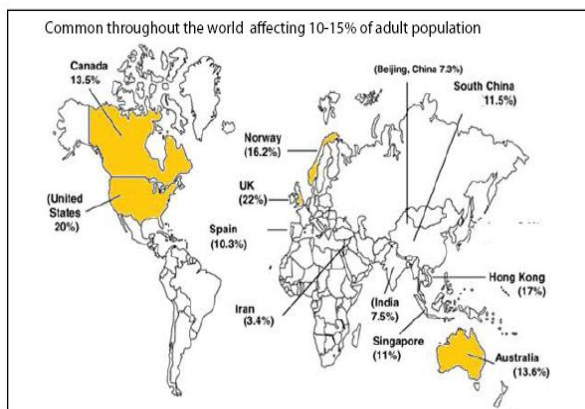 Common throughout the world affecting 10-15% of adult population
Canada
13.5%
(Beijing, China 7.3%)
South China
11.5%)
Norway
(16.2%)
(United
States
20%)
UK
(22%)
Spain
(10.3%)
Iran
(3.4%)
(India
7.5%)
Singapore
(11%)
Hong Kong
(17%)
Australia
(13.6%)